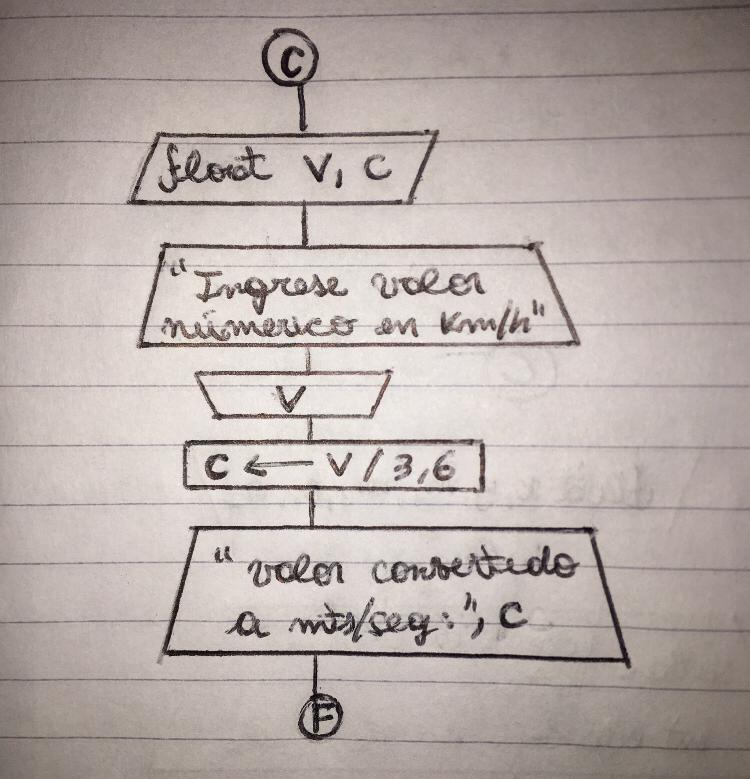 C
float V, C
"Ingrese valor
númerico en Km/h"
V
C ← V / 3,6
"valor convertido
a mts/seg:", C
F